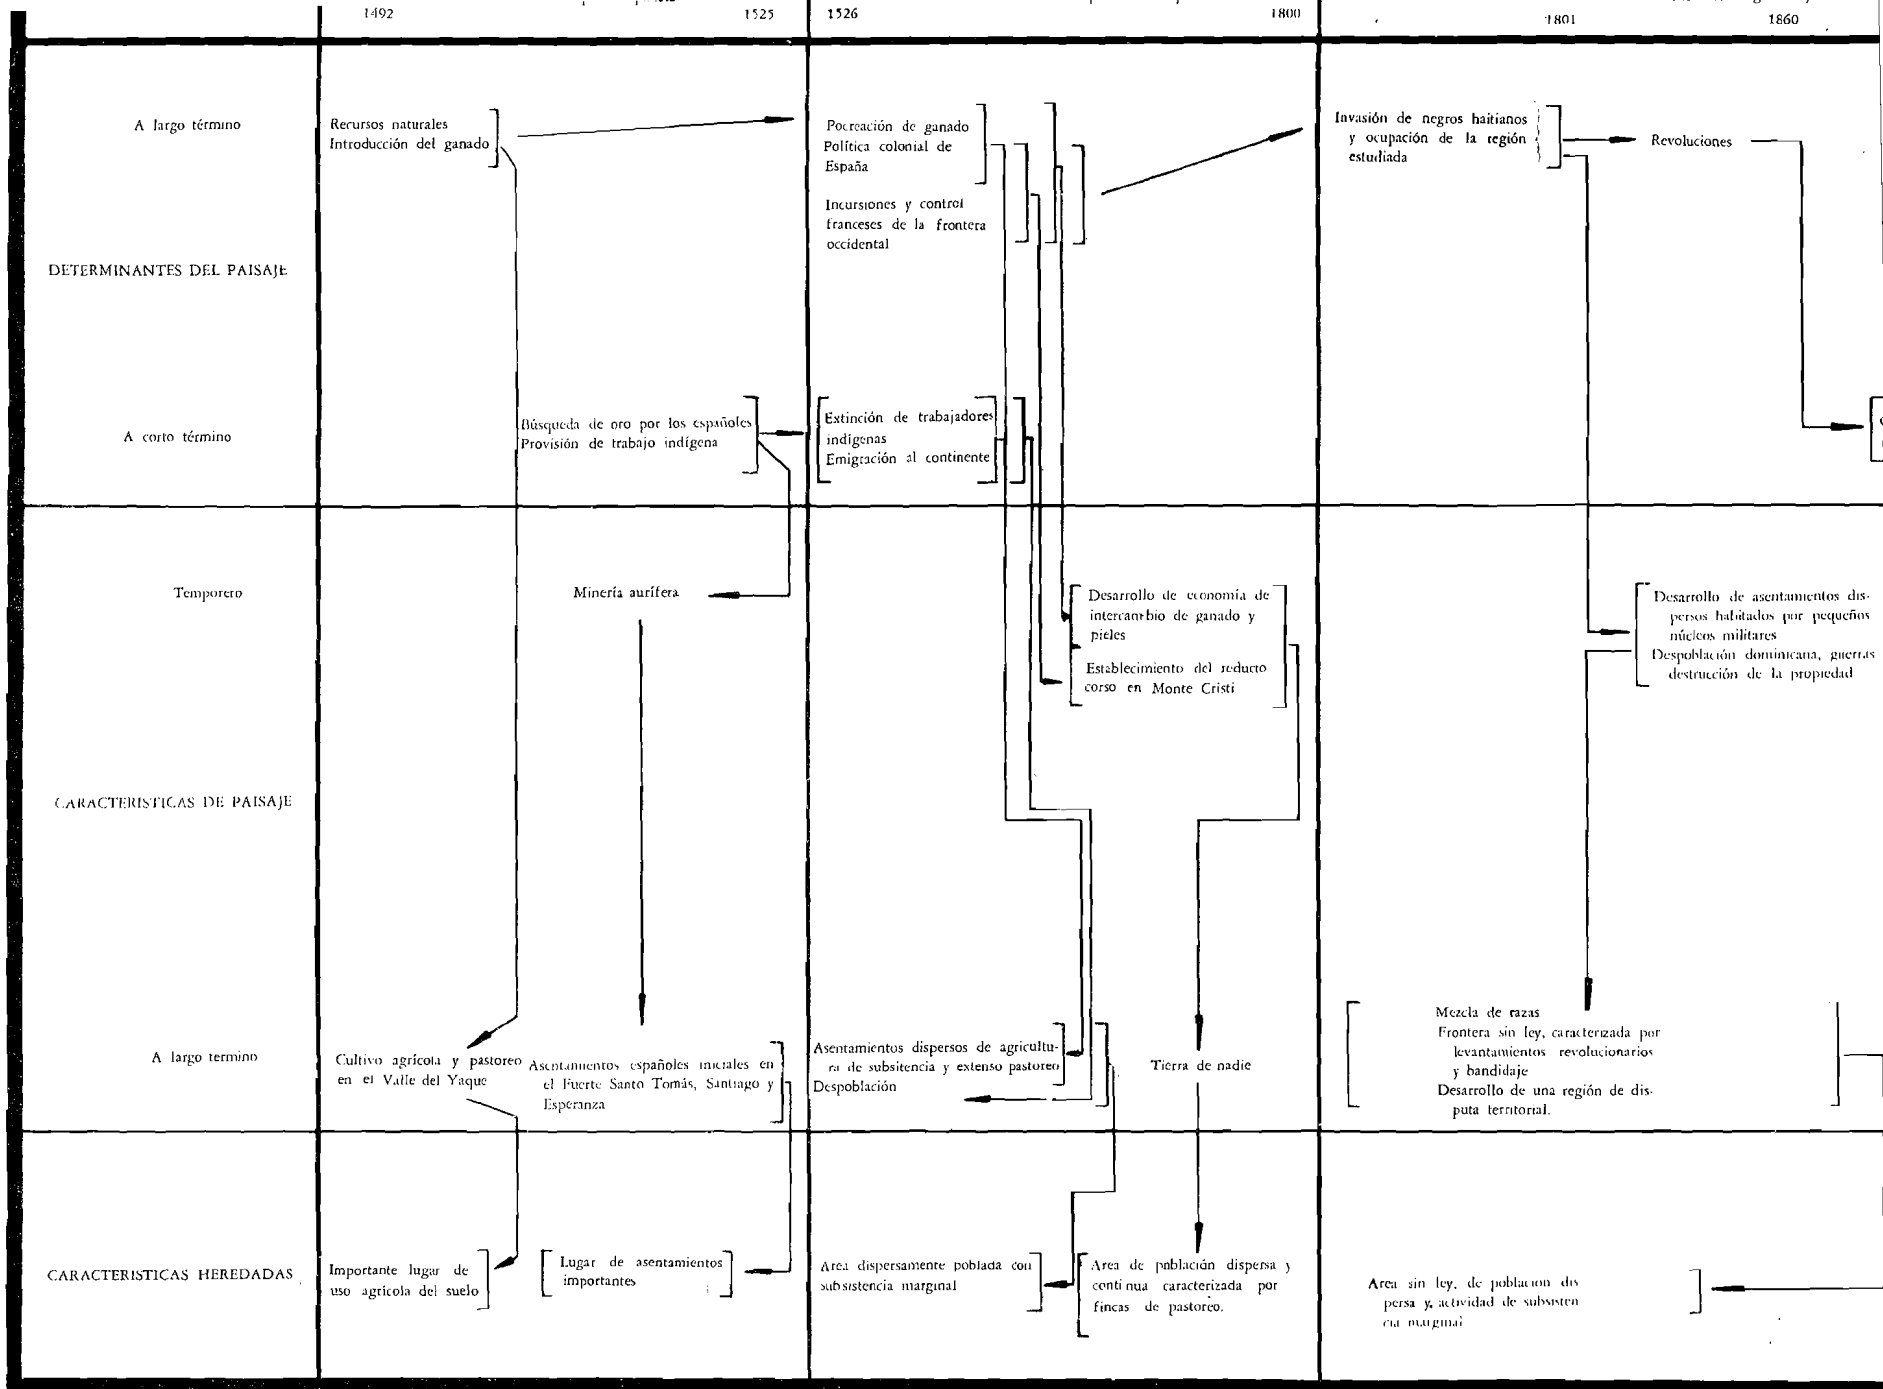 1492
1525
1526
1800
1801
1860
A largo término
Recursos naturales
Introducción del ganado
Pocreación de ganado
Política colonial de
España
Incursiones y control
franceses de la frontera
occidental
Invasión de negros haitianos
y ocupación de la región
estudiada
Revoluciones
DETERMINANTES DEL PAISAJE
A corto término
Búsqueda de oro por los españoles
Provisión de trabajo indígena
Extinción de trabajadores
indígenas
Emigración al continente
Temporero
Minería aurífera
Desarrollo de economía de
intercambio de ganado y
pieles
Establecimiento del reducto
corso en Monte Cristi
Desarrollo de asentamientos dis-
persos habitados por pequeños
núcleos militares
Despoblación dominicana, guerras
destrucción de la propiedad
CARACTERISTICAS DE PAISAJE
A largo termino
Cultivo agrícola y pastoreo
en el Valle del Yaque
Asentamientos españoles iniciales en
el Fuerte Santo Tomás, Santiago y
Esperanza
Asentamientos dispersos de agricultu-
ra de subsitencia y extenso pastoreo
Despoblación
Tierra de nadie
Mezcla de razas
Frontera sin ley, caracterizada por
levantamientos revolucionarios
y bandidaje
Desarrollo de una región de dis-
puta territorial.
CARACTERISTICAS HEREDADAS
Importante lugar de
uso agrícola del suelo
Lugar de asentamientos
importantes
Area dispersamente poblada con
subsistencia marginal
Area de población dispersa y
continua caracterizada por
fincas de pastoreo.
Area sin ley, de poblacion dis
persa y, actividad de subsisten
cia marginal